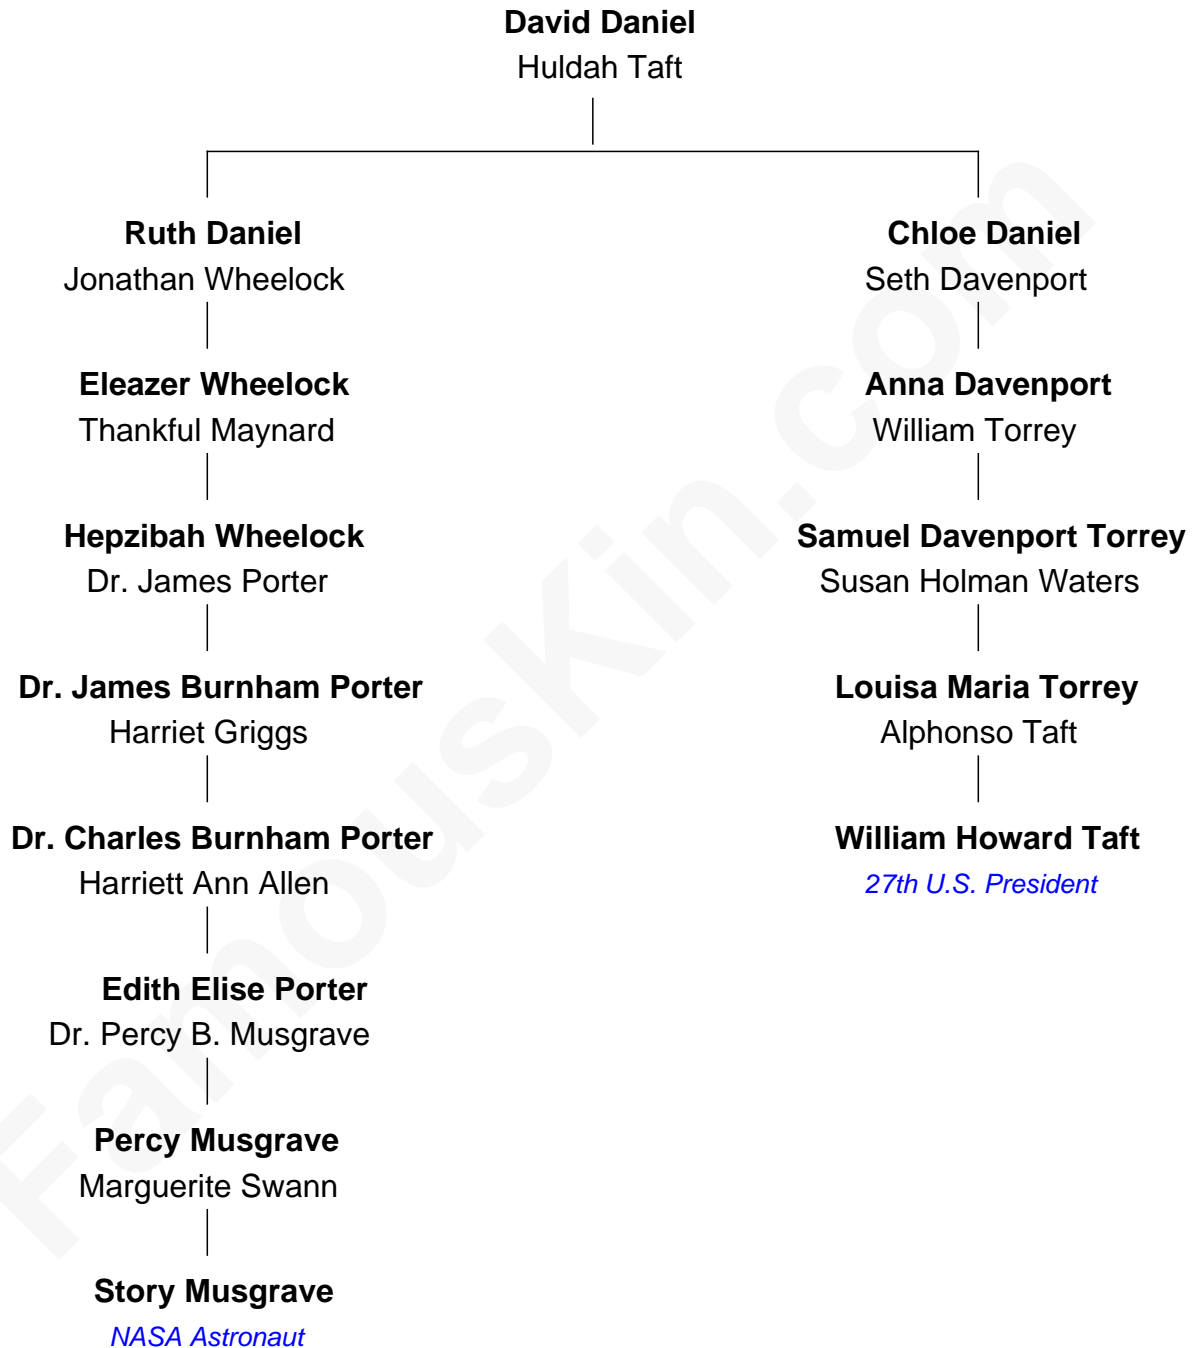 David Daniel
Huldah Taft
Ruth Daniel
Jonathan Wheelock
Chloe Daniel
Seth Davenport
Eleazer Wheelock
Thankful Maynard
Anna Davenport
William Torrey
Hepzibah Wheelock
Dr. James Porter
Samuel Davenport Torrey
Susan Holman Waters
Dr. James Burnham Porter
Harriet Griggs
Louisa Maria Torrey
Alphonso Taft
Dr. Charles Burnham Porter
Harriett Ann Allen
William Howard Taft
27th U.S. President
Edith Elise Porter
Dr. Percy B. Musgrave
Percy Musgrave
Marguerite Swann
Story Musgrave
NASA Astronaut
FamousKin.com